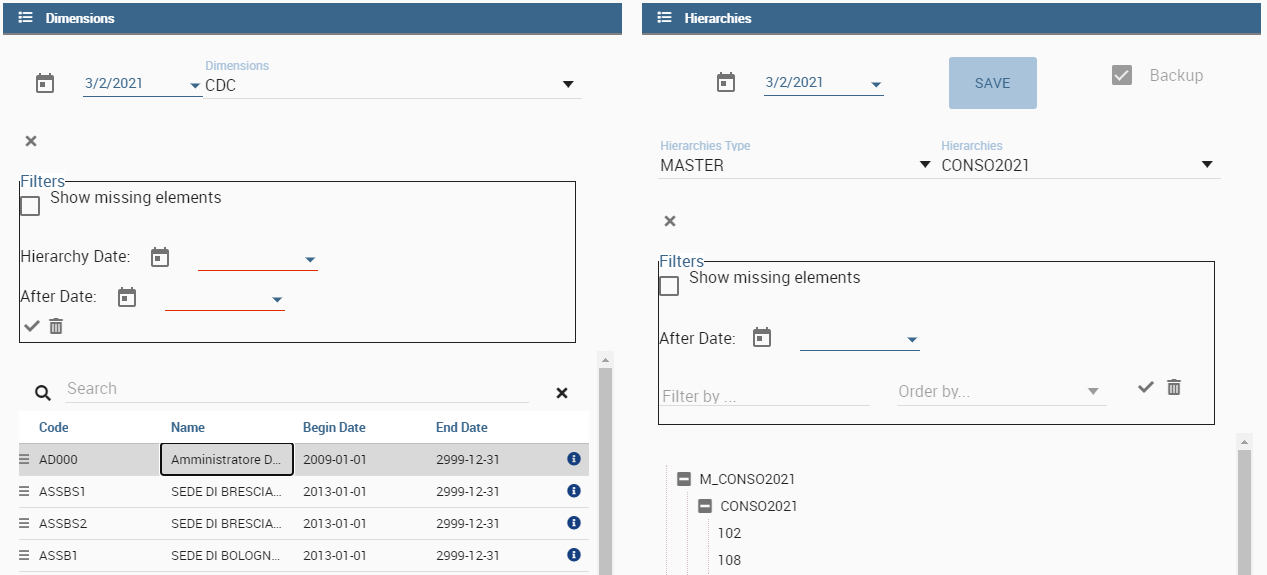 Dimensions
3/2/2021
Dimensions
CDC
Filters
Show missing elements
Hierarchy Date:
After Date:
Search
Code Name Begin Date End Date
AD000 Amministratore D... 2009-01-01 2999-12-31
ASSBS1 SEDE DI BRESCIA... 2013-01-01 2999-12-31
ASSBS2 SEDE DI BRESCIA... 2013-01-01 2999-12-31
ASSB1 SEDE DI BOLOGN... 2013-01-01 2999-12-31
Hierarchies
3/2/2021 SAVE Backup
Hierarchies Type Hierarchies
MASTER CONSO2021
Filters
Show missing elements
After Date:
Filter by ... Order by...
M_CONSO2021
CONSO2021
102
108